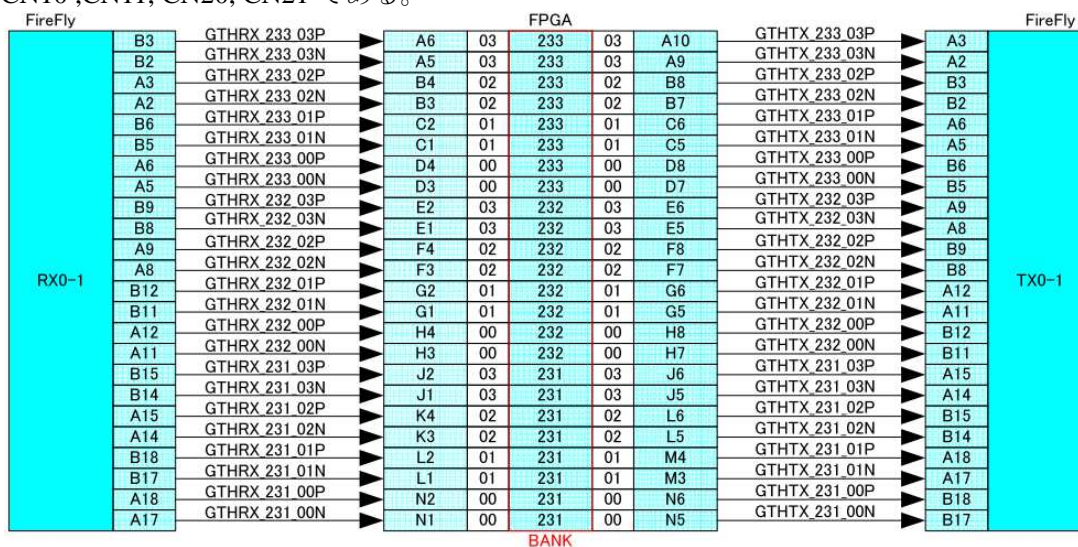 CN10 ,CN11, CN20, CN21 である。
FireFly FPGA FireFly
B3 GTHRX_233_03P A6 03 233 03 A10 GTHTX_233_03P A3
B2 GTHRX_233_03N A5 03 233 03 A9 GTHTX_233_03N A2
A3 GTHRX_233_02P B4 02 233 02 B8 GTHTX_233_02P B3
A2 GTHRX_233_02N B3 02 233 02 B7 GTHTX_233_02N B2
B6 GTHRX_233_01P C2 01 233 01 C6 GTHTX_233_01P A6
B5 GTHRX_233_01N C1 01 233 01 C5 GTHTX_233_01N A5
A6 GTHRX_233_00P D4 00 233 00 D8 GTHTX_233_00P B6
A5 GTHRX_233_00N D3 00 233 00 D7 GTHTX_233_00N B5
B9 GTHRX_232_03P E2 03 232 03 E6 GTHTX_232_03P A9
B8 GTHRX_232_03N E1 03 232 03 E5 GTHTX_232_03N A8
A9 GTHRX_232_02P F4 02 232 02 F8 GTHTX_232_02P B9
A8 GTHRX_232_02N F3 02 232 02 F7 GTHTX_232_02N B8
RX0-1 TX0-1
B12 GTHRX_232_01P G2 01 232 01 G6 GTHTX_232_01P A12
B11 GTHRX_232_01N G1 01 232 01 G5 GTHTX_232_01N A11
A12 GTHRX_232_00P H4 00 232 00 H8 GTHTX_232_00P B12
A11 GTHRX_232_00N H3 00 232 00 H7 GTHTX_232_00N B11
B15 GTHRX_231_03P J2 03 231 03 J6 GTHTX_231_03P A15
B14 GTHRX_231_03N J1 03 231 03 J5 GTHTX_231_03N A14
A15 GTHRX_231_02P K4 02 231 02 L6 GTHTX_231_02P B15
A14 GTHRX_231_02N K3 02 231 02 L5 GTHTX_231_02N B14
B18 GTHRX_231_01P L2 01 231 01 M4 GTHTX_231_01P A18
B17 GTHRX_231_01N L1 01 231 01 M3 GTHTX_231_01N A17
A18 GTHRX_231_00P N2 00 231 00 N6 GTHTX_231_00P B18
A17 GTHRX_231_00N N1 00 231 00 N5 GTHTX_231_00N B17
BANK